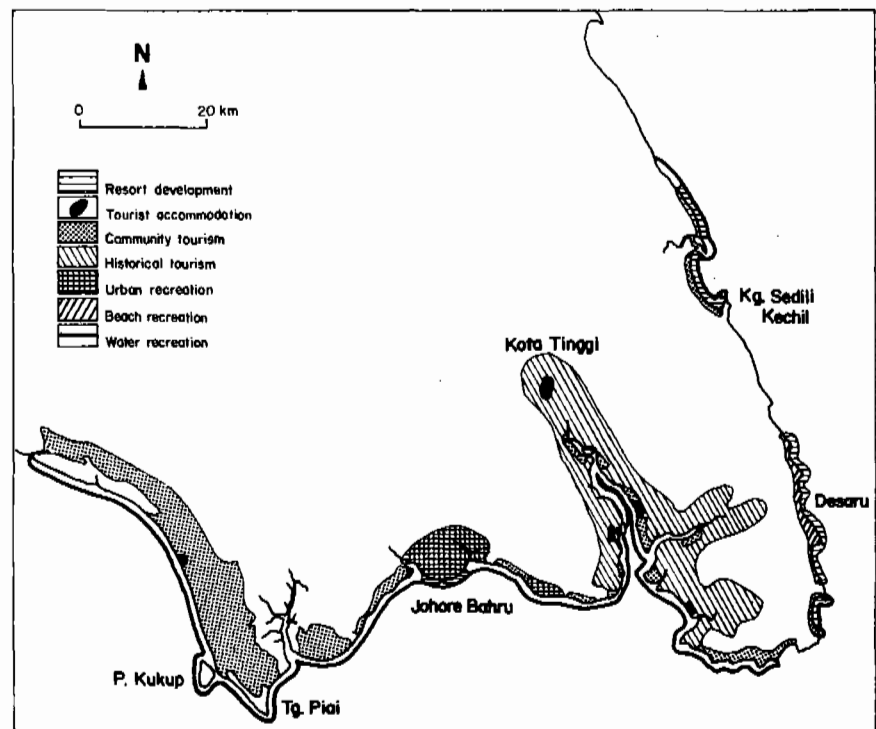 N
0 20 km
Resort development
Tourist accommodation
Community tourism
Historical tourism
Urban recreation
Beach recreation
Water recreation
Kg. Sedili
Kechil
Kota Tinggi
Desaru
Johore Bahru
P. Kukup
Tg. Piai